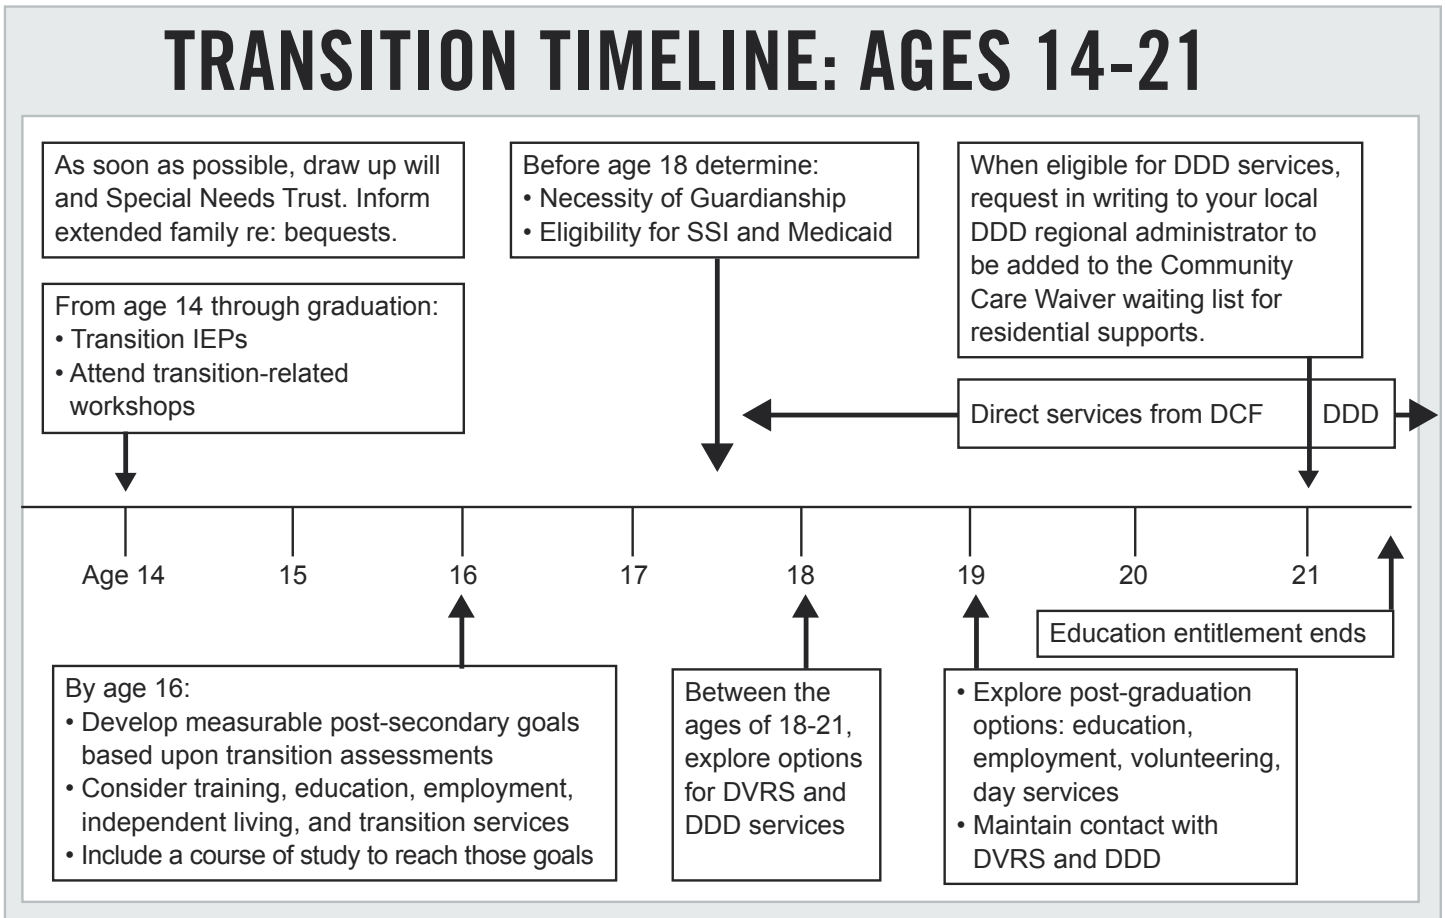 TRANSITION TIMELINE: AGES 14-21
As soon as possible, draw up will
and Special Needs Trust. Inform
extended family re: bequests.
From age 14 through graduation:
• Transition IEPs
• Attend transition-related
workshops
Before age 18 determine:
• Necessity of Guardianship
• Eligibility for SSI and Medicaid
When eligible for DDD services,
request in writing to your local
DDD regional administrator to
be added to the Community
Care Waiver waiting list for
residential supports.
Direct services from DCF DDD
Age 14 15 16 17 18 19 20 21
Education entitlement ends
By age 16:
• Develop measurable post-secondary goals
based upon transition assessments
• Consider training, education, employment,
independent living, and transition services
• Include a course of study to reach those goals
Between the
ages of 18-21,
explore options
for DVRS and
DDD services
• Explore post-graduation
options: education,
employment, volunteering,
day services
• Maintain contact with
DVRS and DDD